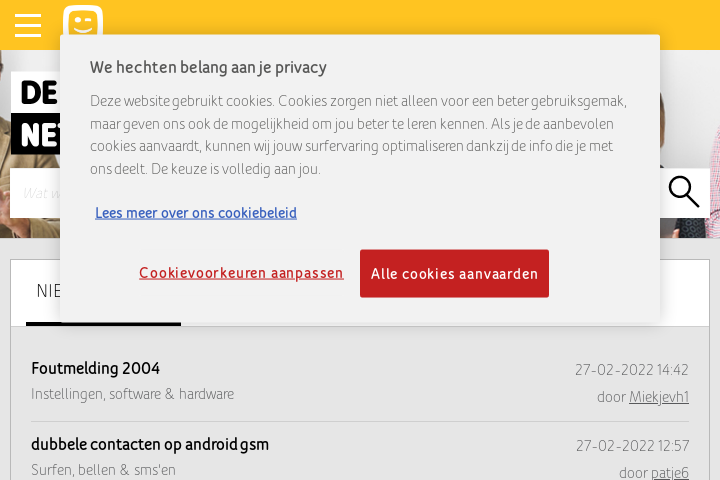 We hechten belang aan je privacy
Deze website gebruikt cookies. Cookies zorgen niet alleen voor een beter gebruiksgemak,
maar geven ons ook de mogelijkheid om jou beter te leren kennen. Als je de aanbevolen
cookies aanvaardt, kunnen wij jouw surfervaring optimaliseren dankzij de info die je met
ons deelt. De keuze is volledig aan jou.
Lees meer over ons cookiebeleid
Cookievoorkeuren aanpassen
Alle cookies aanvaarden
DE
Wat
Foutmelding 2004
27-02-2022 14:42
Instellingen, software & hardware
door Miekjevh1
dubbele contacten op android gsm
27-02-2022 12:57
Surfen, bellen & sms'en
door patje6